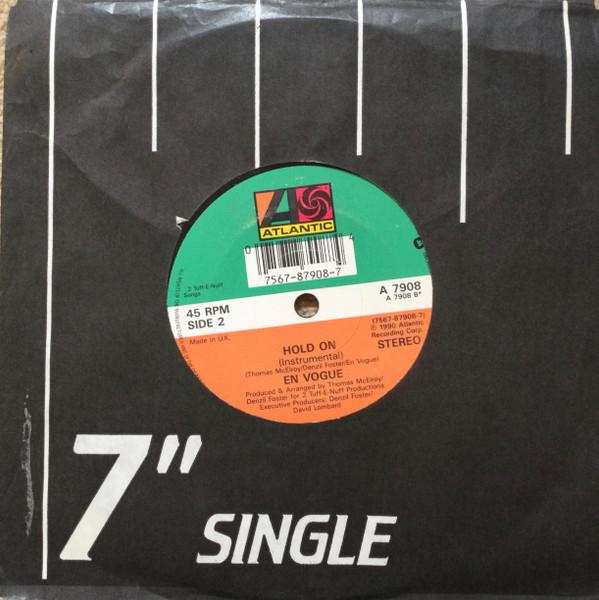 ATLANTIC
0 4
7567-87908-7
2 Tuff-E-Nuff
Songs
A 7908
A 7908 B*
45 RPM
SIDE 2
Made in U.K.
(7567-87908-7)
℗ 1990 Atlantic
Recording Corp.
STEREO
HOLD ON
(Instrumental)
(Thomas McElroy/Denzil Foster/En Vogue)
EN VOGUE
Produced & Arranged by Thomas McElroy/
Denzil Foster for 2 Tuff-E-Nuff Productions
Executive Producers: Denzil Foster/
David Lombard
7"
SINGLE